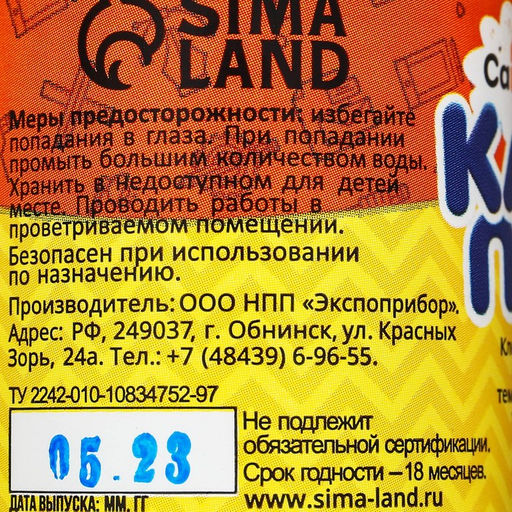 SIMA
LAND
Меры предосторожности: избегайте
попадания в глаза. При попадании
промыть большим количеством воды.
Хранить в недоступном для детей
месте. Проводить работы в
проветриваемом помещении.
Безопасен при использовании
по назначению.
Производитель: ООО НПП «Экспоприбор».
Адрес: РФ, 249037, г. Обнинск, ул. Красных
Зорь, 24а. Тел.: +7 (48439) 6-96-55.
ТУ 2242-010-10834752-97
05.23
ДАТА ВЫПУСКА: ММ. ГГ
Не подлежит
обязательной сертификации.
Срок годности – 18 месяцев.
www.sima-land.ru